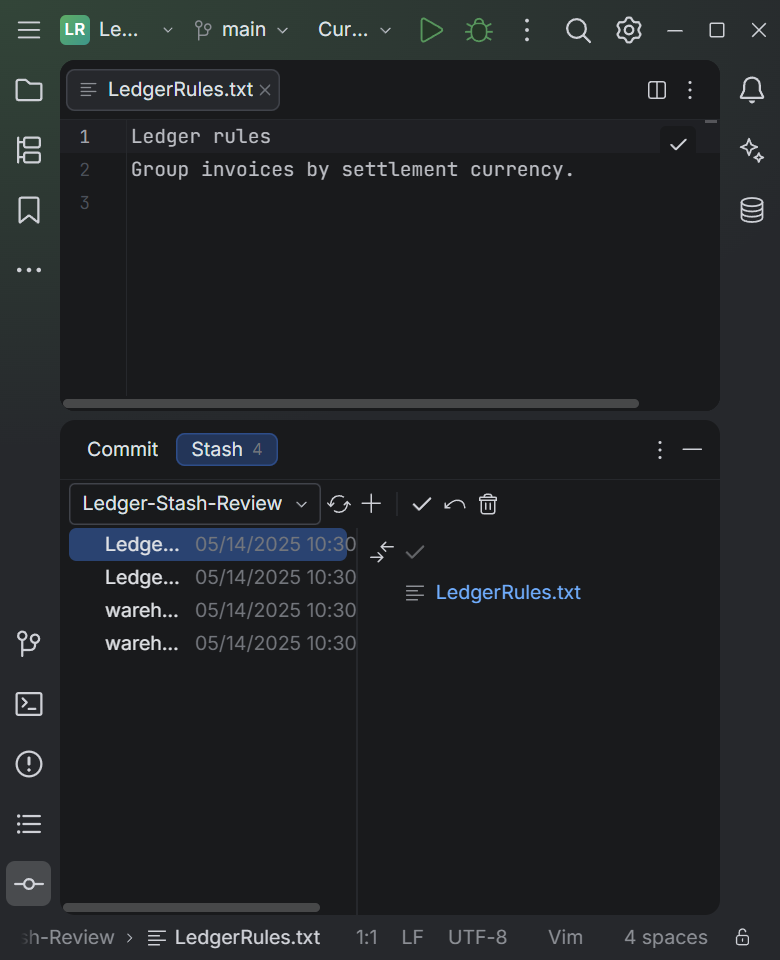 LR Le... main Cur...
LedgerRules.txt
1 Ledger rules
2 Group invoices by settlement currency.
3
Commit Stash 4
Ledger-Stash-Review
Ledge... 05/14/2025 10:30
Ledge... 05/14/2025 10:30
wareh... 05/14/2025 10:30
wareh... 05/14/2025 10:30
LedgerRules.txt
sh-Review › LedgerRules.txt 1:1 LF UTF-8 Vim 4 spaces